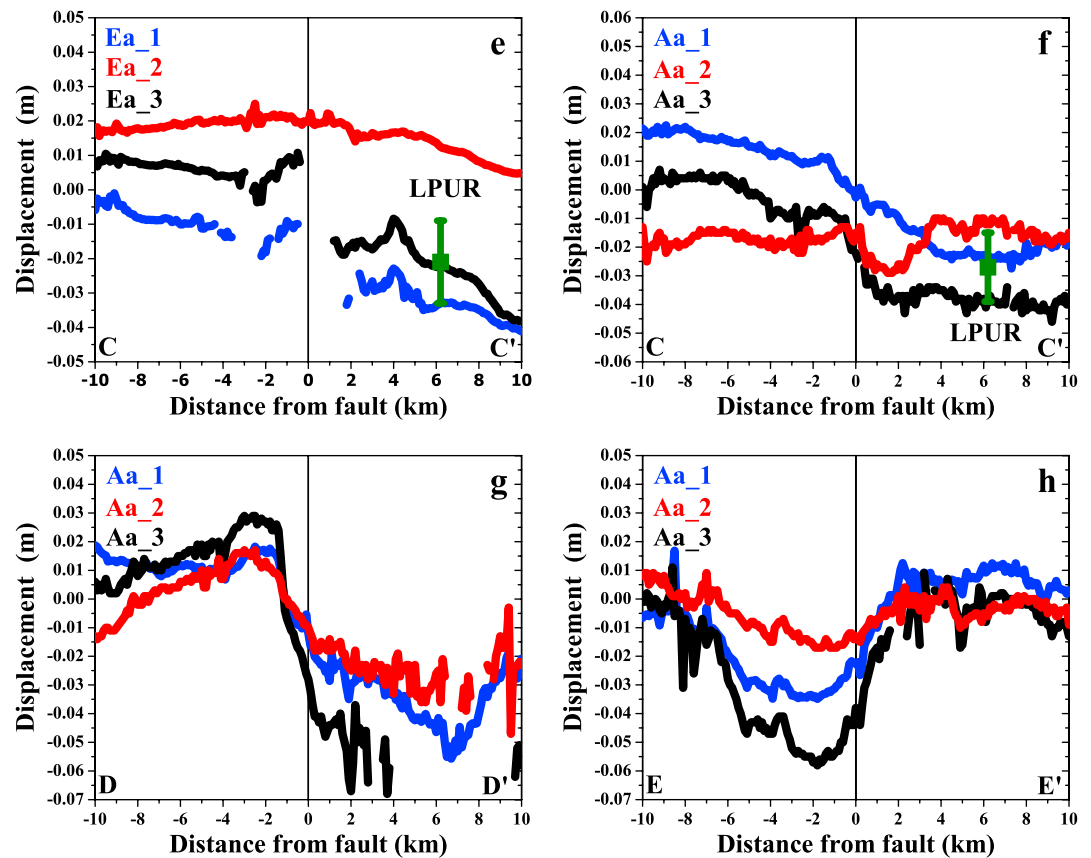 e
Ea_1
Ea_2
Ea_3
LPUR
C
C'
0.05
0.04
0.03
0.02
0.01
0.00
-0.01
-0.02
-0.03
-0.04
-0.05
-10 -8 -6 -4 -2 0 2 4 6 8 10
Displacement (m)
Distance from fault (km)
f
Aa_1
Aa_2
Aa_3
LPUR
C
C'
0.05
0.04
0.03
0.02
0.01
0.00
-0.01
-0.02
-0.03
-0.04
-0.05
-0.06
-10 -8 -6 -4 -2 0 2 4 6 8 10
Displacement (m)
Distance from fault (km)
g
Aa_1
Aa_2
Aa_3
D
D'
0.05
0.04
0.03
0.02
0.01
0.00
-0.01
-0.02
-0.03
-0.04
-0.05
-0.06
-0.07
-10 -8 -6 -4 -2 0 2 4 6 8 10
Displacement (m)
Distance from fault (km)
h
Aa_1
Aa_2
Aa_3
E
E'
0.05
0.04
0.03
0.02
0.01
0.00
-0.01
-0.02
-0.03
-0.04
-0.05
-0.06
-0.07
-10 -8 -6 -4 -2 0 2 4 6 8 10
Displacement (m)
Distance from fault (km)